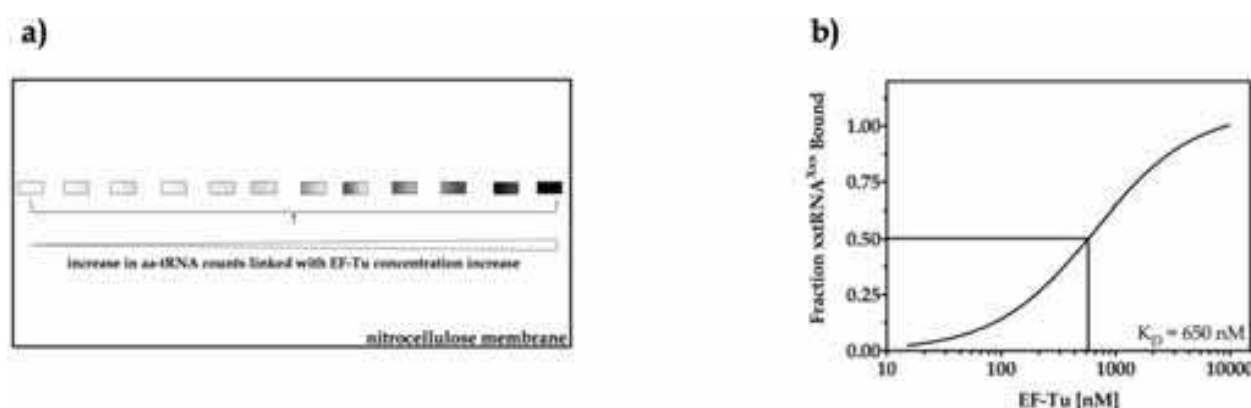 a)
increase in aa-tRNA counts linked with EF-Tu concentration increase
nitrocellulose membrane
b)
Fraction xxtRNA^Xxx Bound
1.00
0.75
0.50
0.25
0.00
K_D = 650 nM
10
100
1000
10000
EF-Tu [nM]